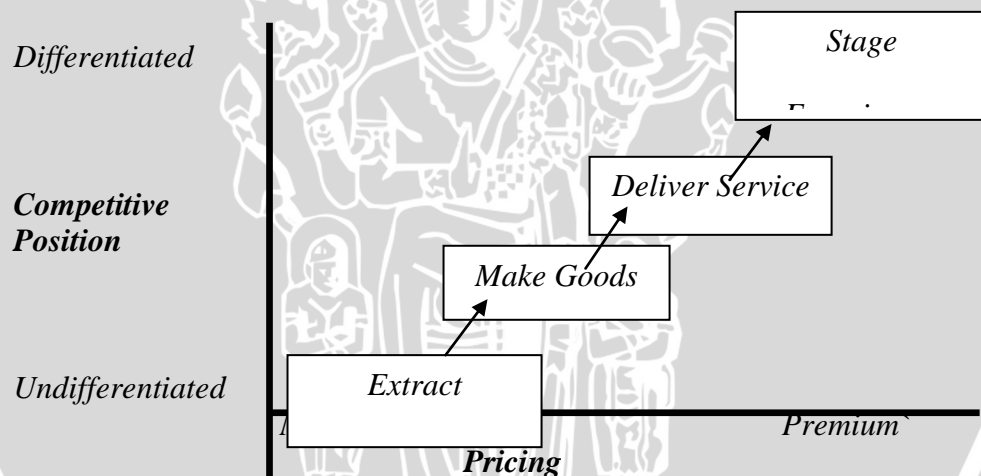 Differentiated
Stage
Deliver Service
Competitive
Position
Make Goods
Undifferentiated
Extract
Premium`
Pricing